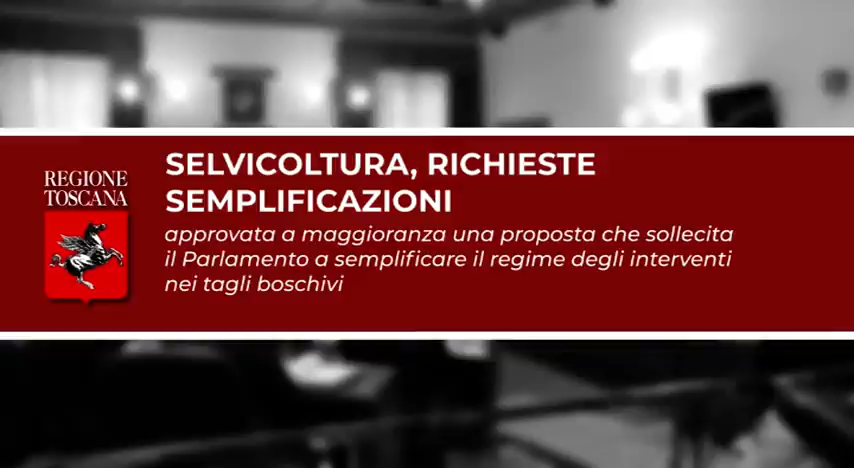 REGIONE
TOSCANA
SELVICOLTURA, RICHIESTE
SEMPLIFICAZIONI
approvata a maggioranza una proposta che sollecita
il Parlamento a semplificare il regime degli interventi
nei tagli boschivi